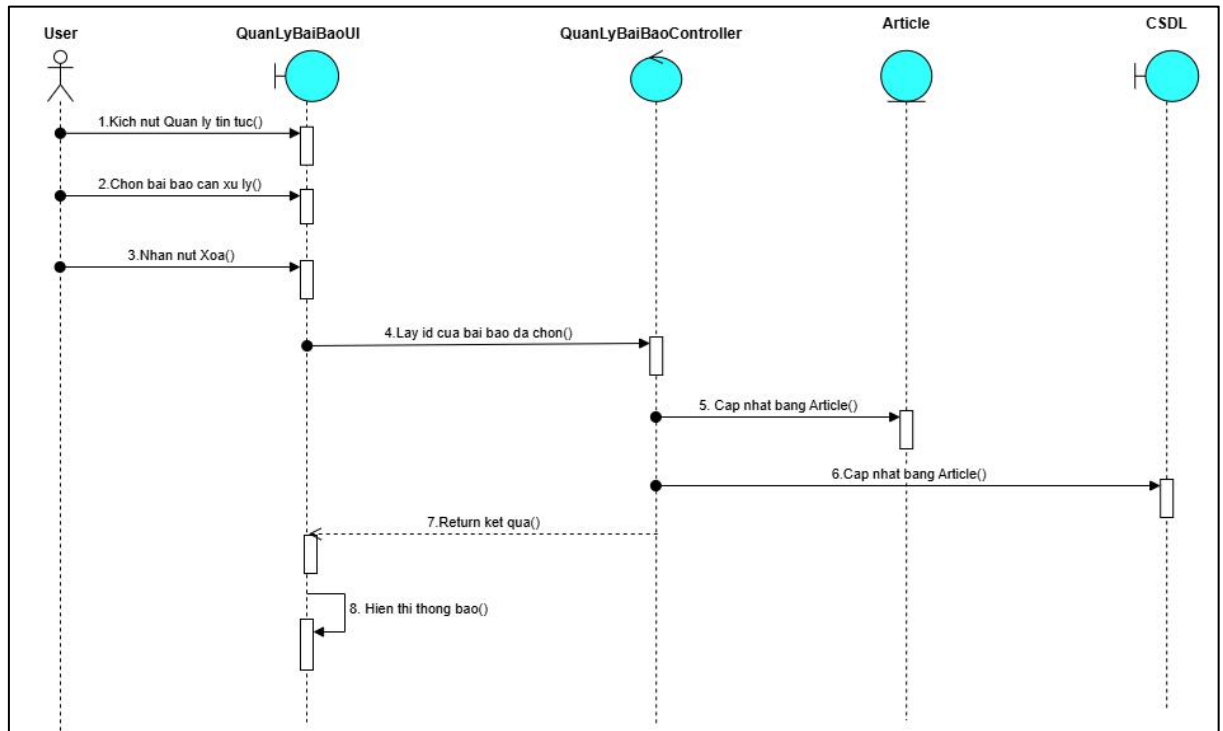 User
QuanLyBaiBaoUI
QuanLyBaiBaoController
Article
CSDL
1.Kich nut Quan ly tin tuc()
2.Chon bai bao can xu ly()
3.Nhan nut Xoa()
4.Lay id cua bai bao da chon()
5. Cap nhat bang Article()
6.Cap nhat bang Article()
7.Return ket qua()
8. Hien thi thong bao()